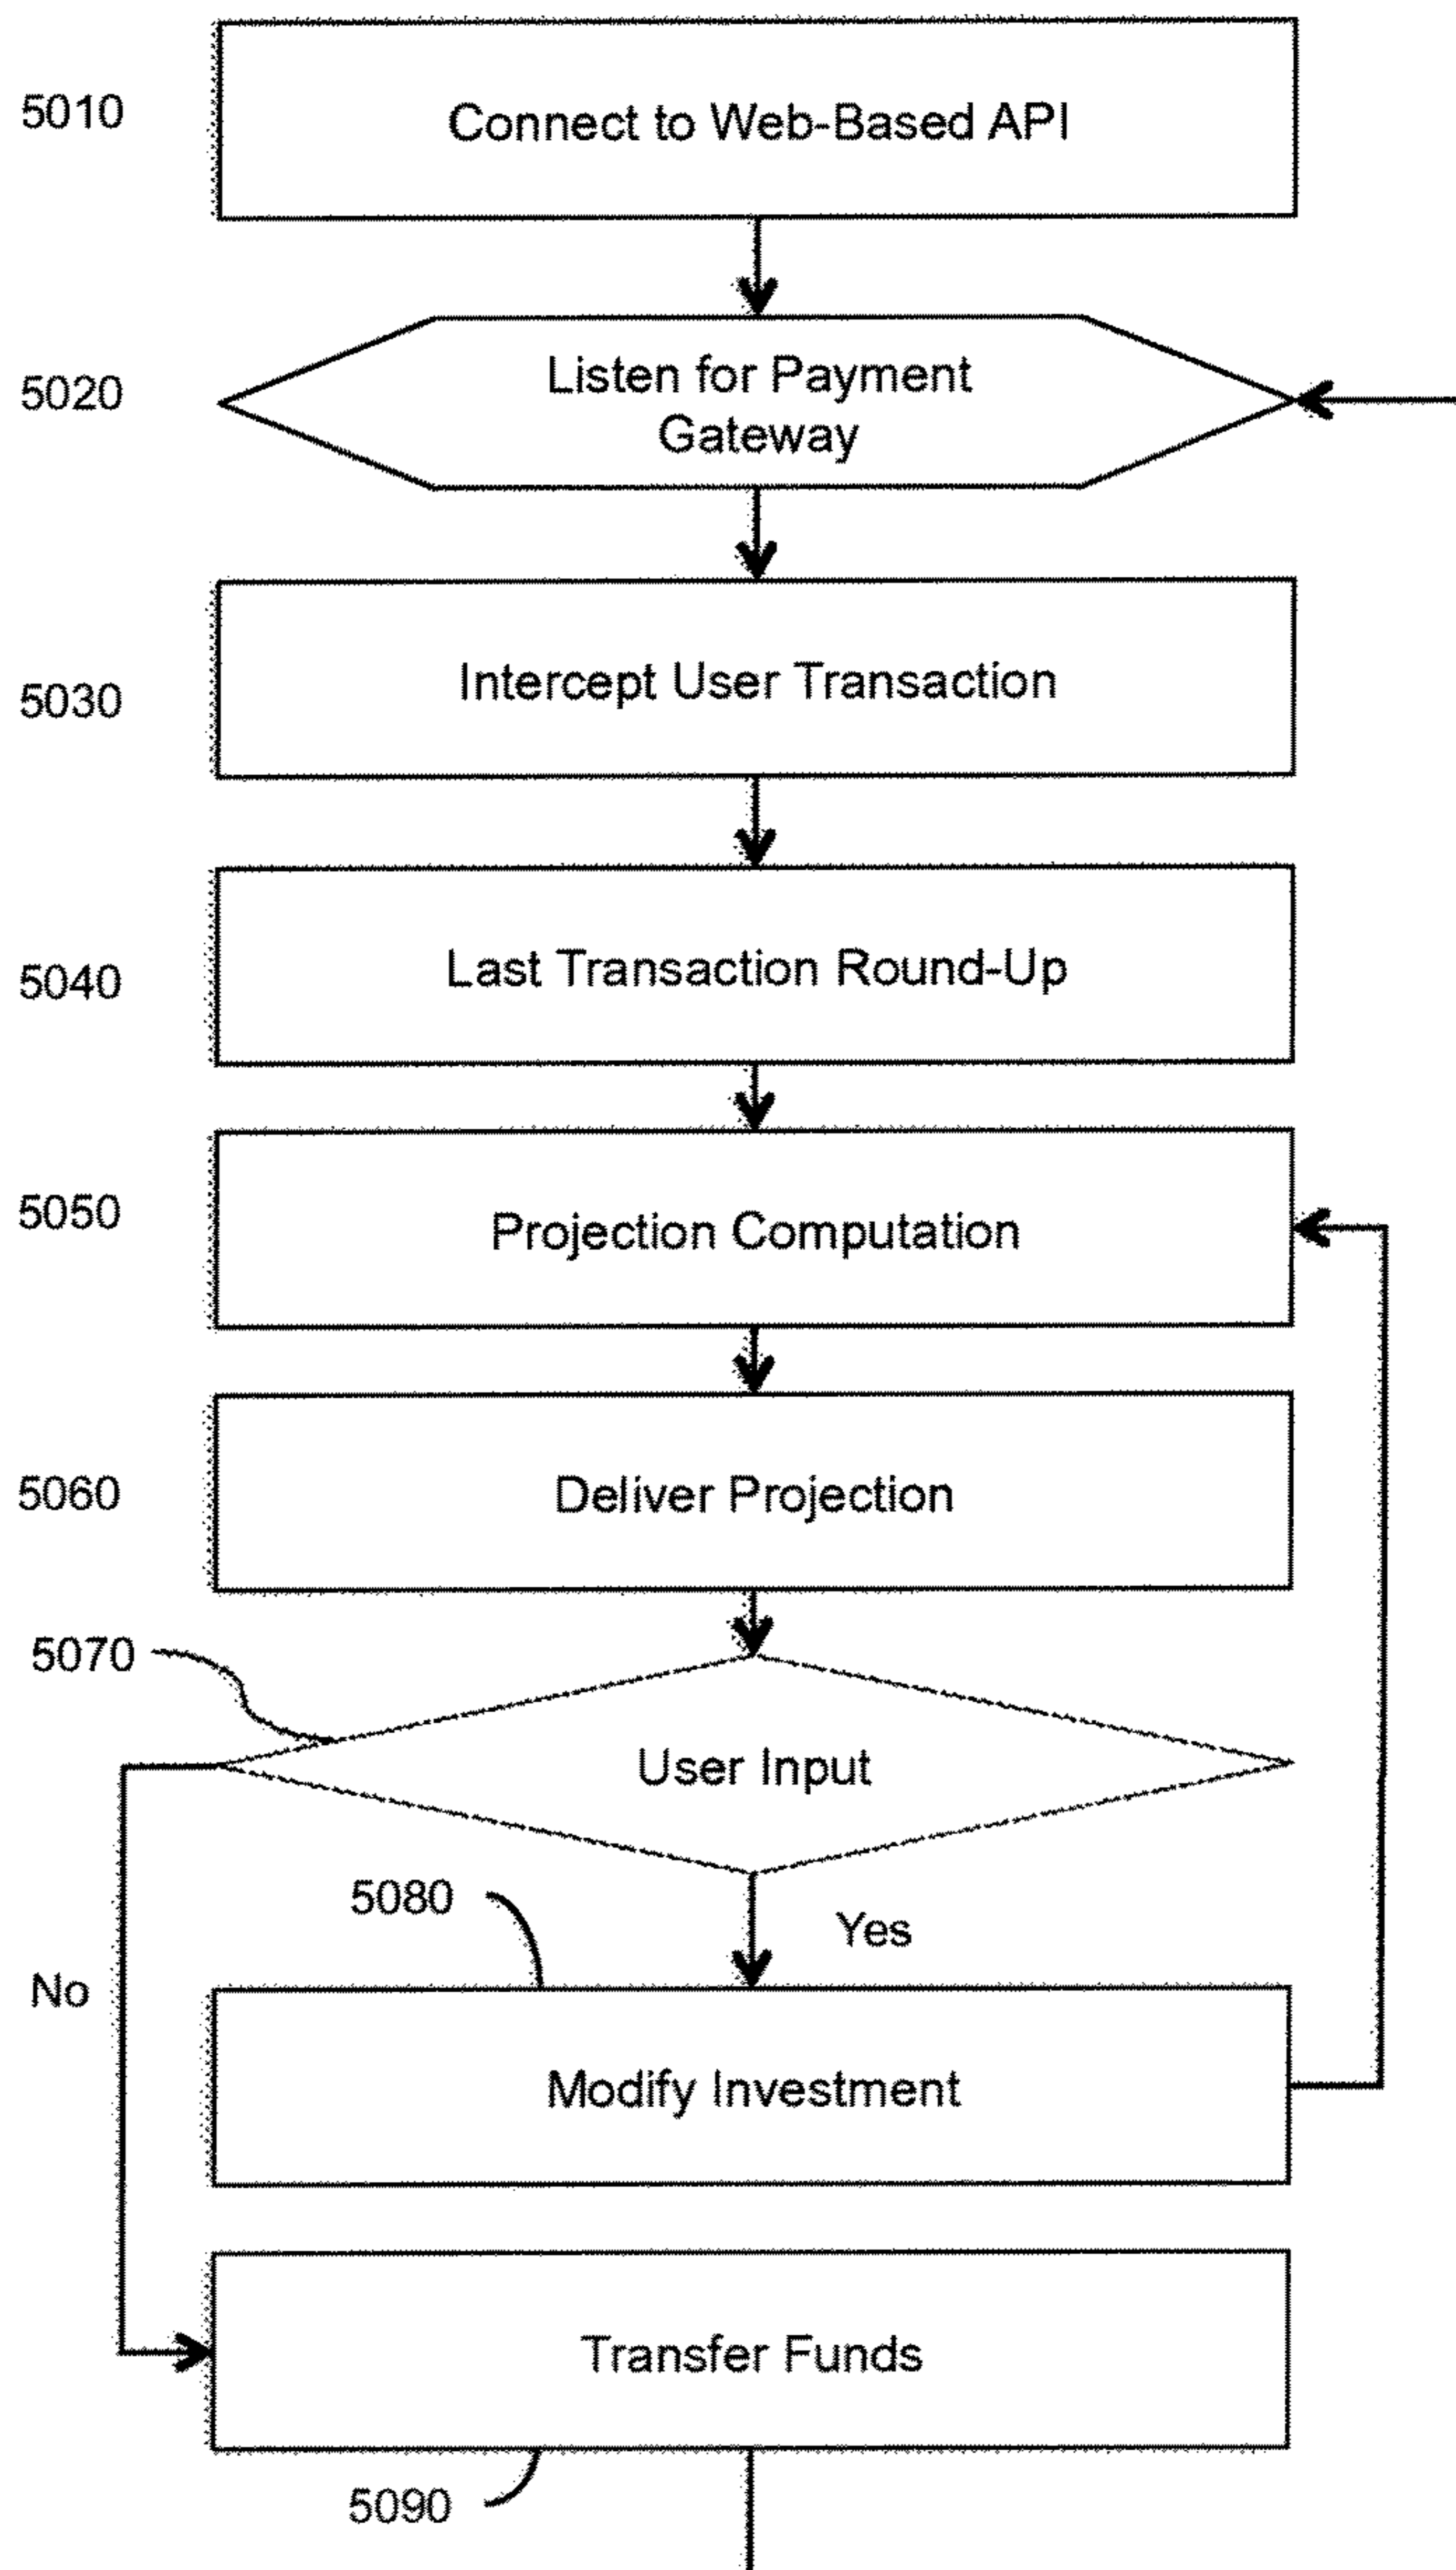 5010
Connect to Web-Based API
5020
Listen for Payment
Gateway
5030
Intercept User Transaction
5040
Last Transaction Round-Up
5050
Projection Computation
5060
Deliver Projection
5070
User Input
5080
Yes
No
Modify Investment
Transfer Funds
5090